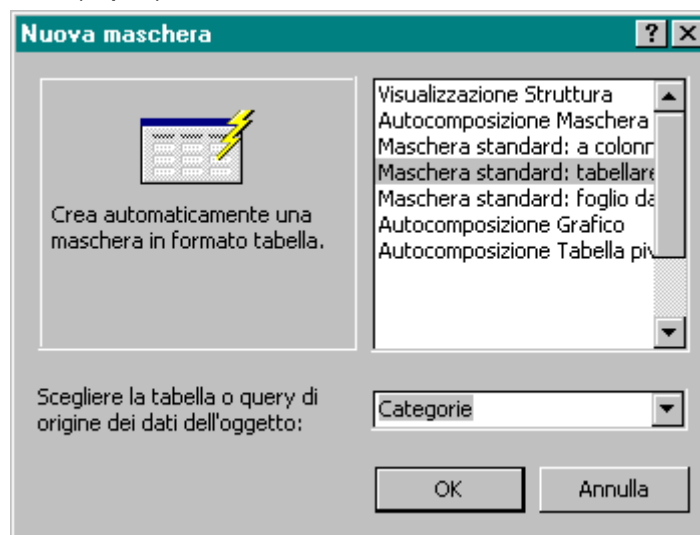 Nuova maschera
Visualizzazione Struttura
Autocomposizione Maschera
Maschera standard: a colonn
Maschera standard: tabellare
Maschera standard: foglio da
Autocomposizione Grafico
Autocomposizione Tabella piv
Crea automaticamente una
maschera in formato tabella.
Scegliere la tabella o query di
origine dei dati dell'oggetto:
Categorie
OK
Annulla